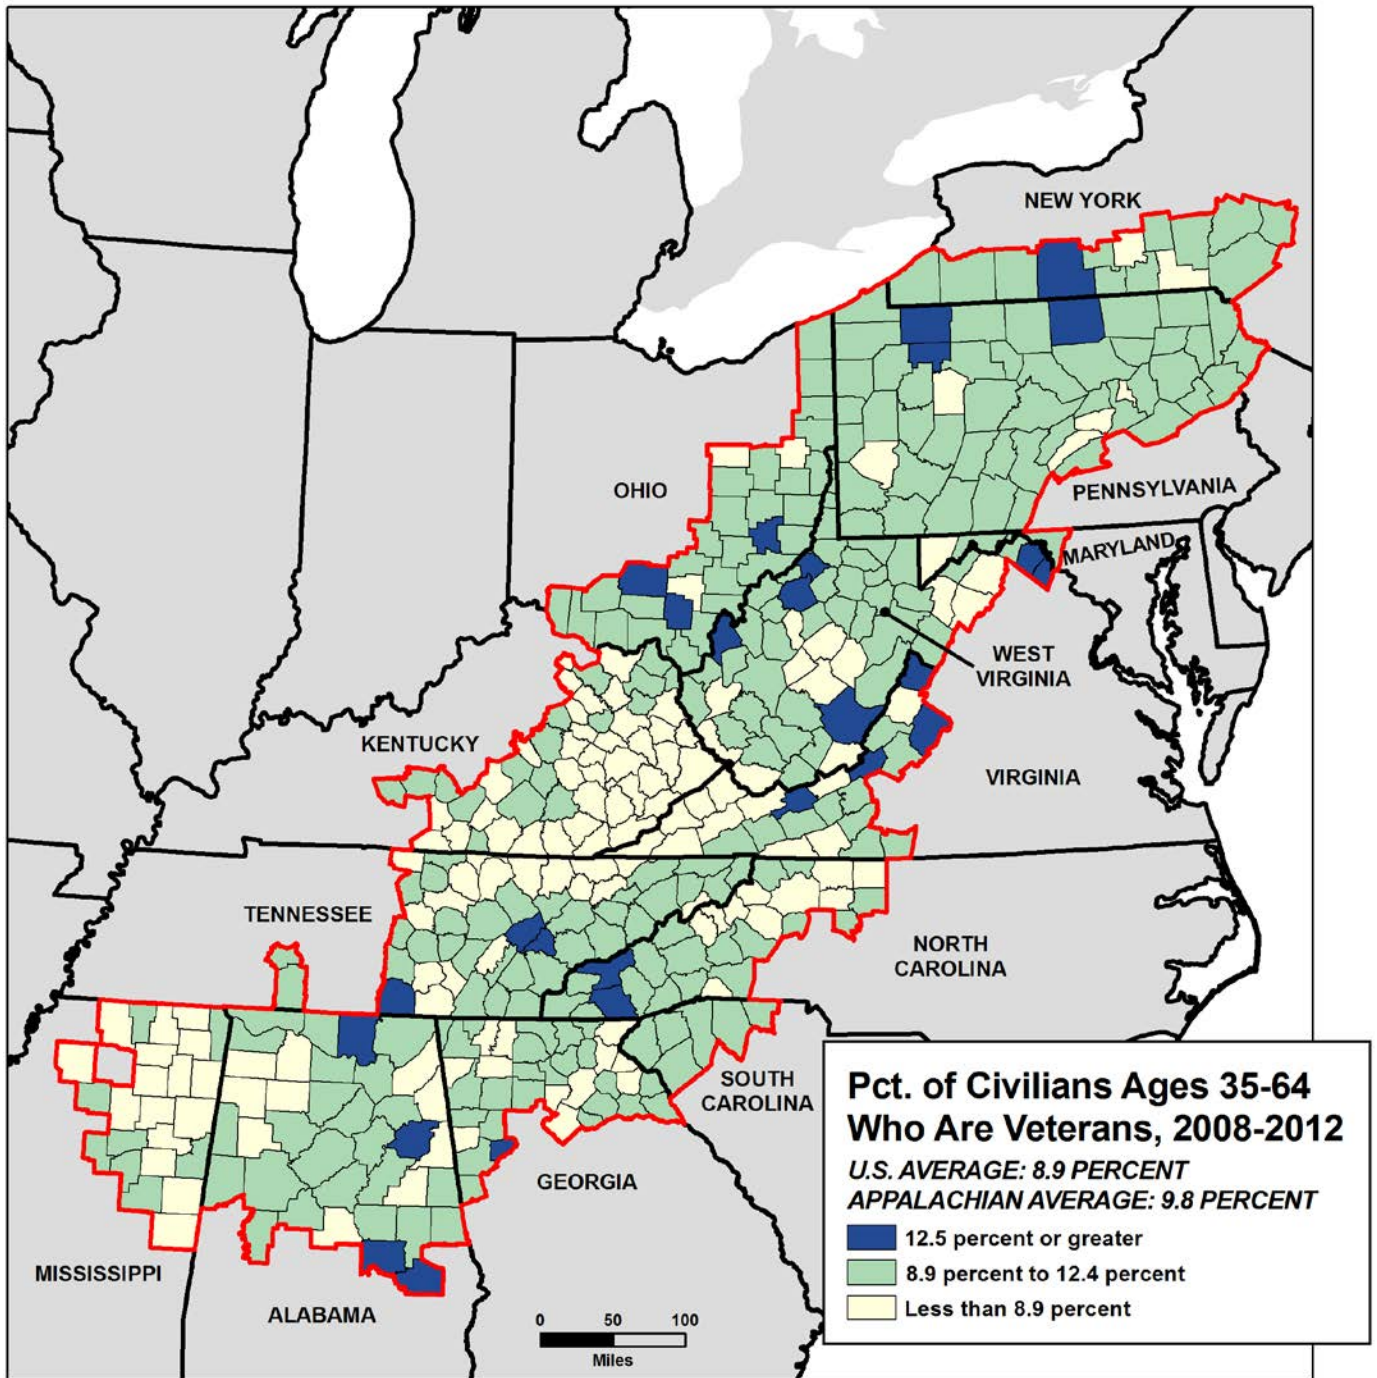 NEW YORK
OHIO
PENNSYLVANIA
MARYLAND
WEST
VIRGINIA
KENTUCKY
VIRGINIA
TENNESSEE
NORTH
CAROLINA
SOUTH
CAROLINA
GEORGIA
MISSISSIPPI
ALABAMA
0 50 100
Miles
Pct. of Civilians Ages 35-64
Who Are Veterans, 2008-2012
U.S. AVERAGE: 8.9 PERCENT
APPALACHIAN AVERAGE: 9.8 PERCENT
12.5 percent or greater
8.9 percent to 12.4 percent
Less than 8.9 percent